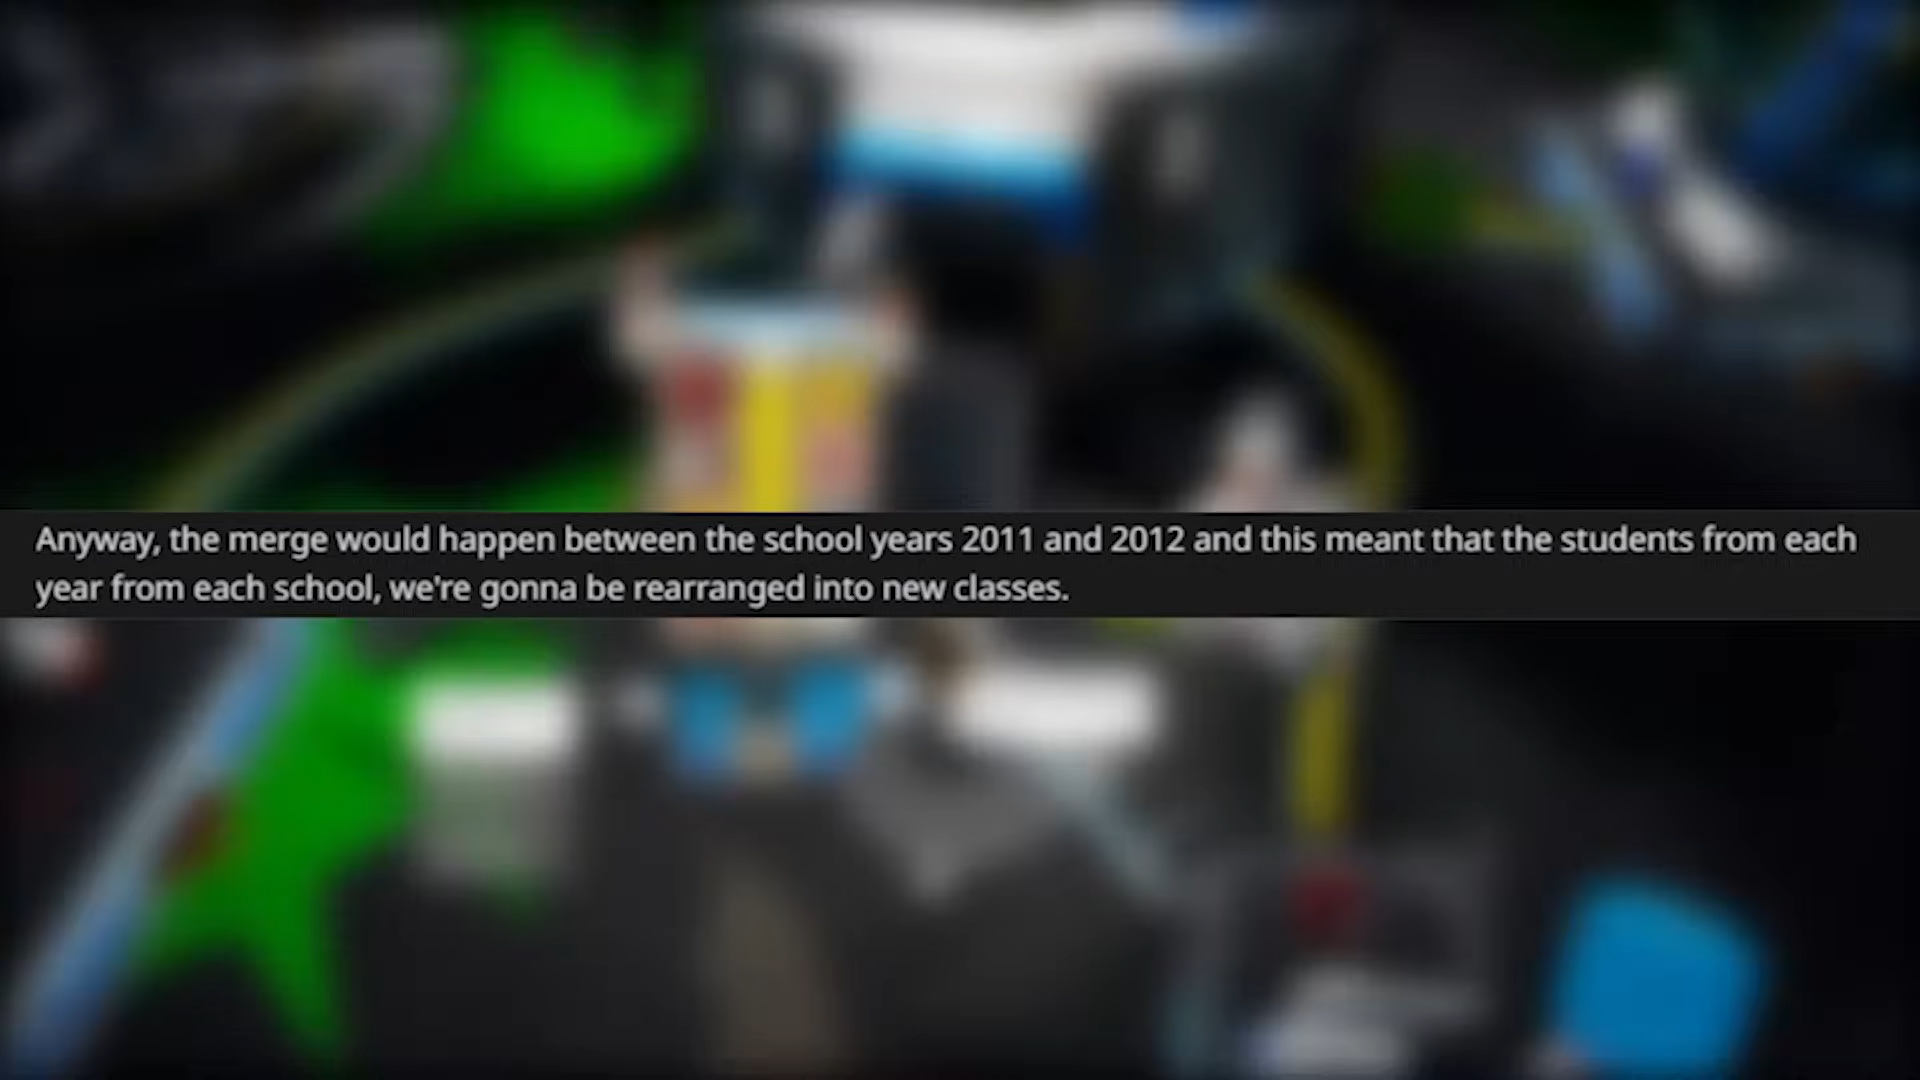 Anyway, the merge would happen between the school years 2011 and 2012 and this meant that the students from each
year from each school, we're gonna be rearranged into new classes.